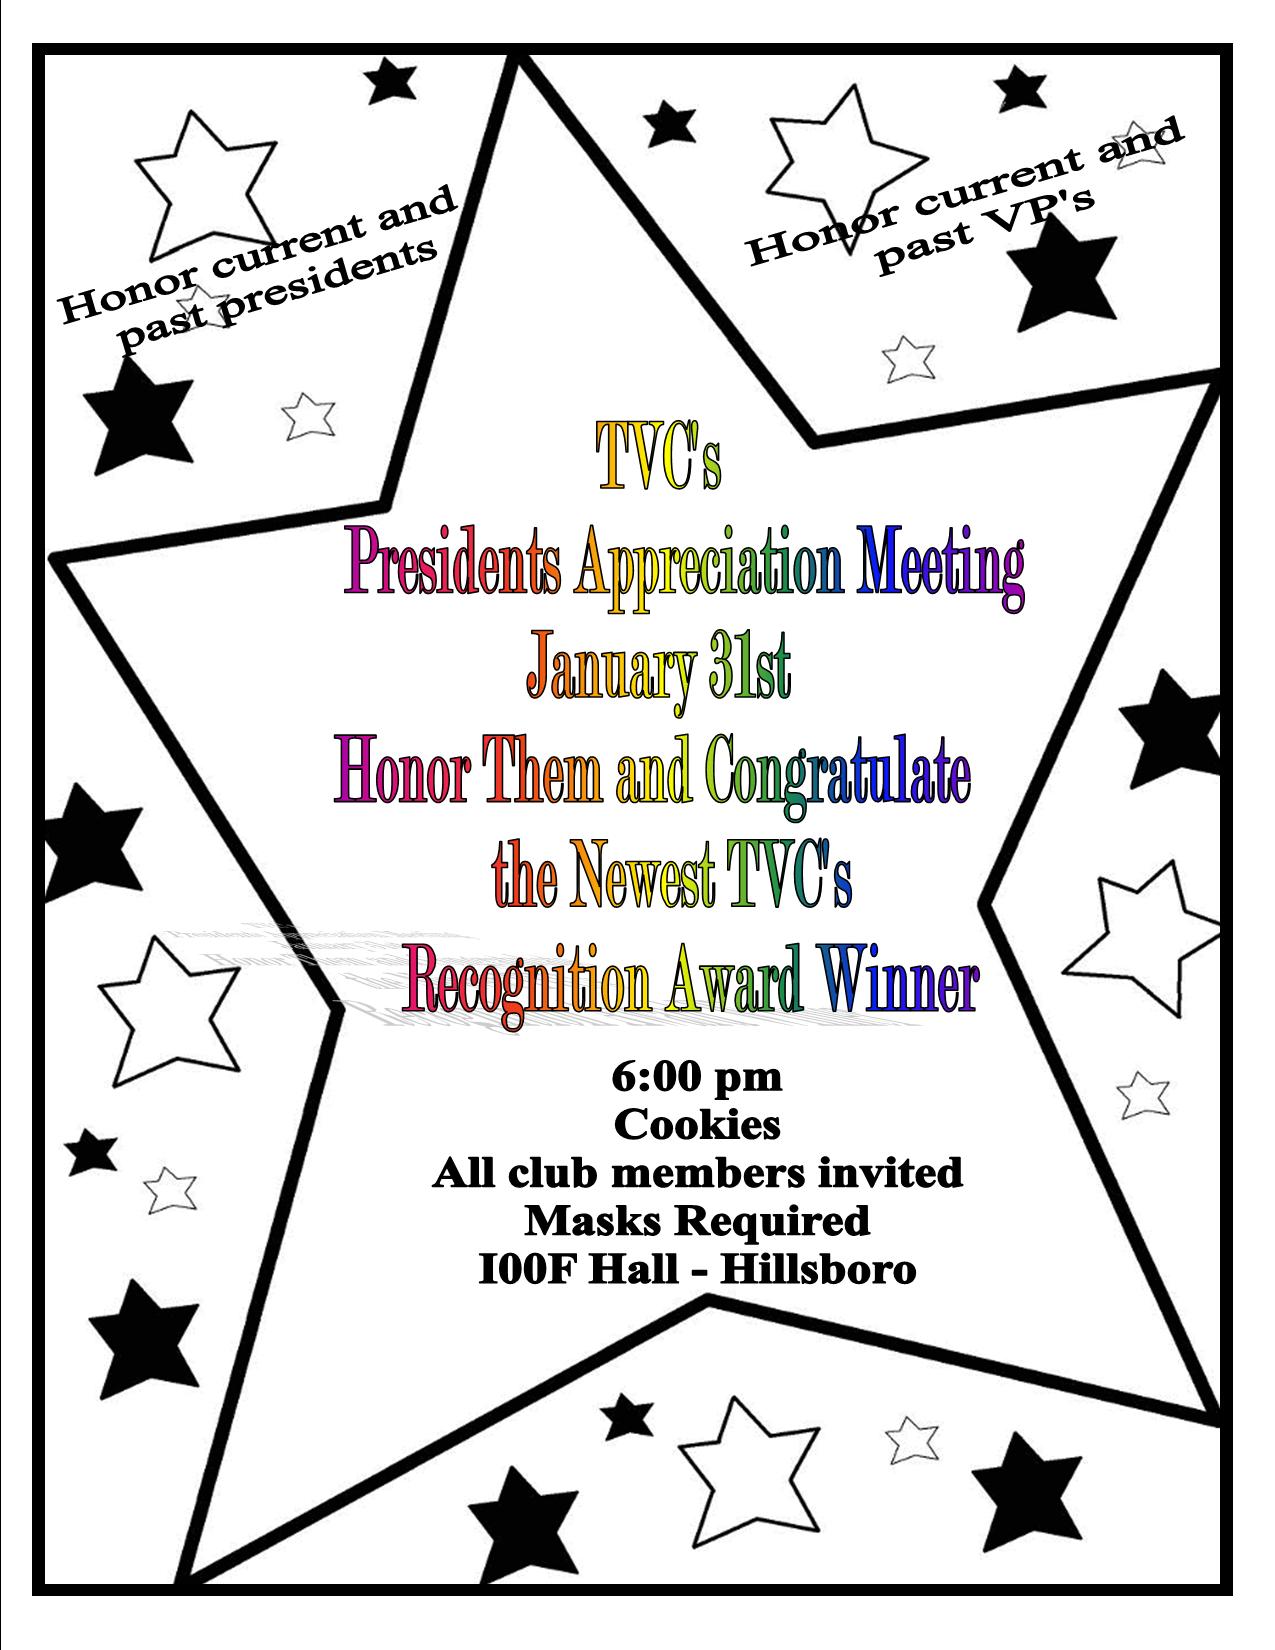 Honor current and
past presidents
Honor current and
past VP's
TVC's
Presidents Appreciation Meeting
January 31st
Honor Them and Congratulate
the Newest TVC's
Recognition Award Winner
6:00 pm
Cookies
All club members invited
Masks Required
I00F Hall - Hillsboro